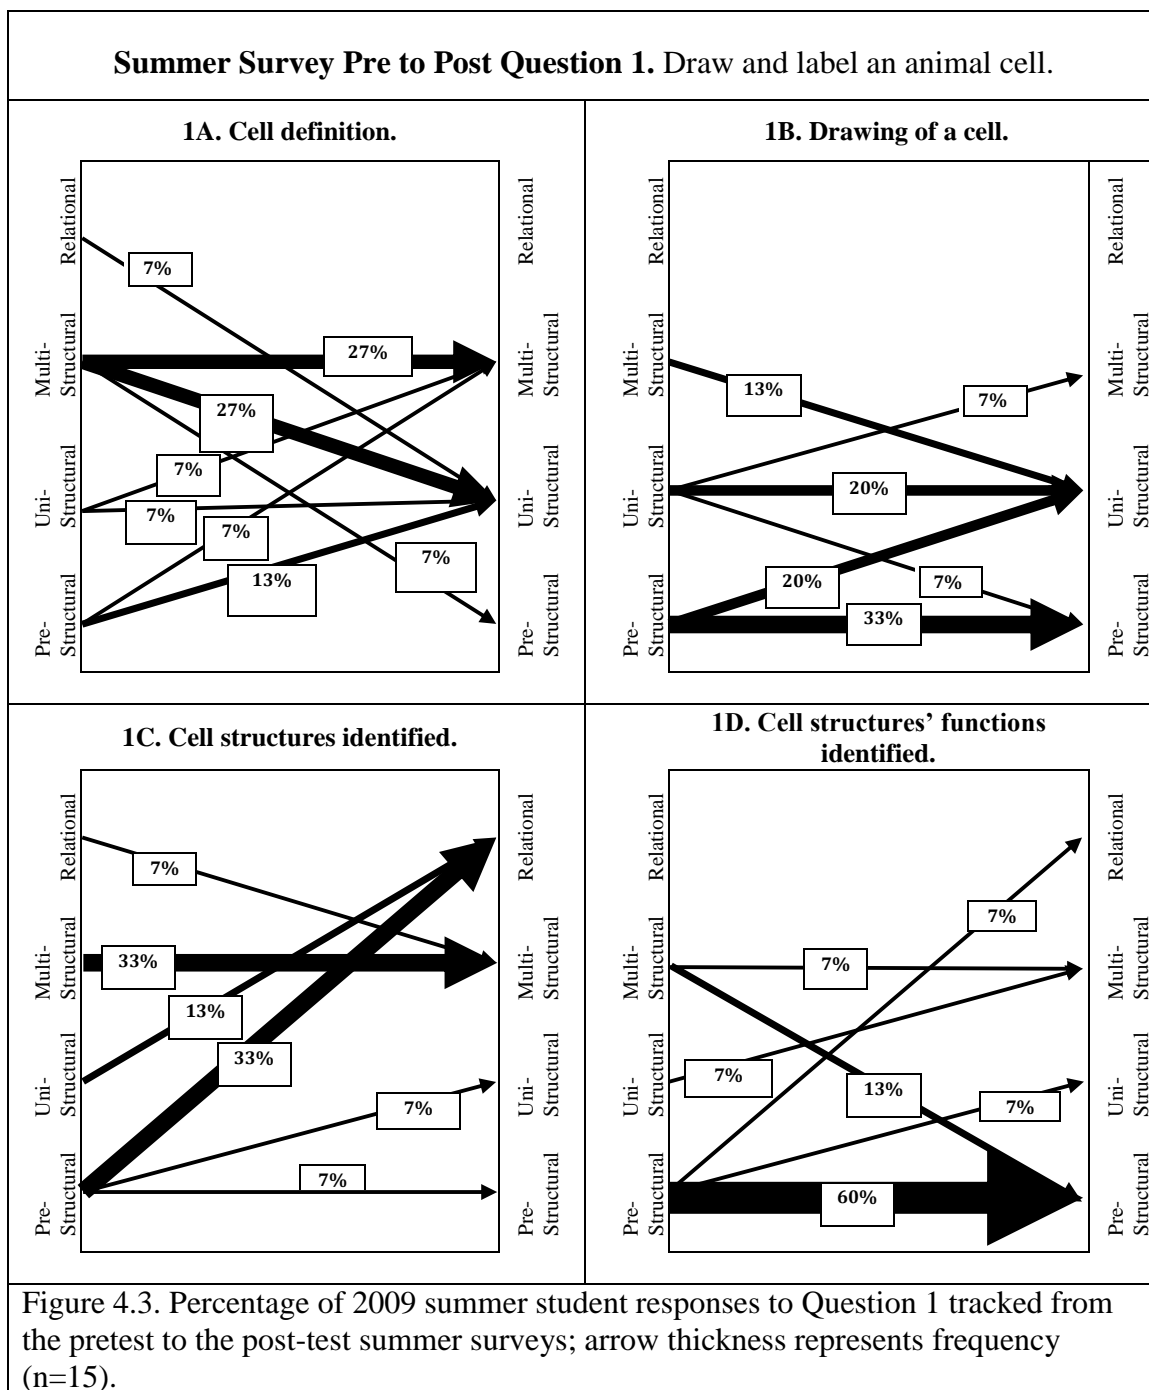 Summer Survey Pre to Post Question 1. Draw and label an animal cell.
1A. Cell definition.
Relational
Multi-
Structural
Uni-
Structural
Pre-
Structural
7%
27%
27%
7%
7%
7%
13%
7%
Relational
Multi-
Structural
Uni-
Structural
Pre-
Structural
1B. Drawing of a cell.
Relational
Multi-
Structural
Uni-
Structural
Pre-
Structural
13%
7%
20%
20%
7%
33%
Relational
Multi-
Structural
Uni-
Structural
Pre-
Structural
1C. Cell structures identified.
Relational
Multi-
Structural
Uni-
Structural
Pre-
Structural
7%
33%
13%
33%
7%
7%
Relational
Multi-
Structural
Uni-
Structural
Pre-
Structural
1D. Cell structures’ functions
identified.
Relational
Multi-
Structural
Uni-
Structural
Pre-
Structural
7%
7%
7%
13%
7%
60%
Relational
Multi-
Structural
Uni-
Structural
Pre-
Structural
Figure 4.3. Percentage of 2009 summer student responses to Question 1 tracked from
the pretest to the post-test summer surveys; arrow thickness represents frequency
(n=15).